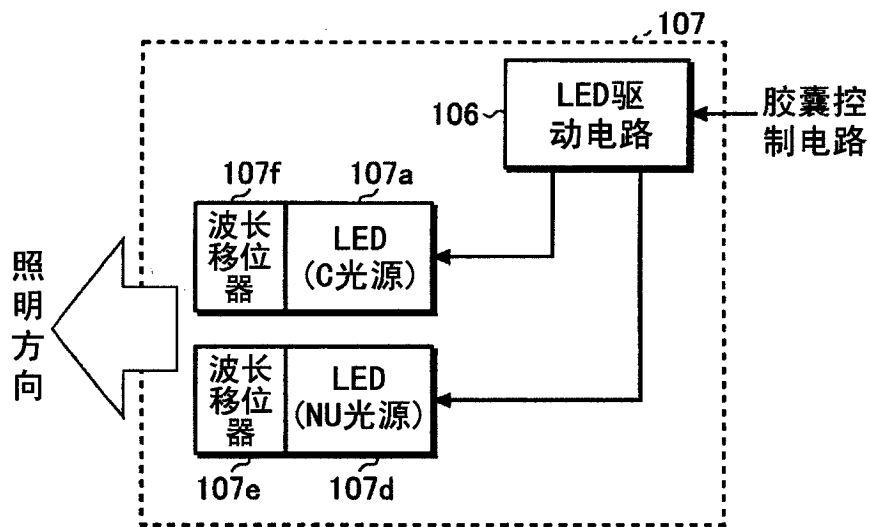 107
106
LED驱
动电路
胶囊控
制电路
107f
107a
波长
移位
器
LED
(C光源)
照明方向
波长
移位
器
LED
(NU光源)
107e
107d